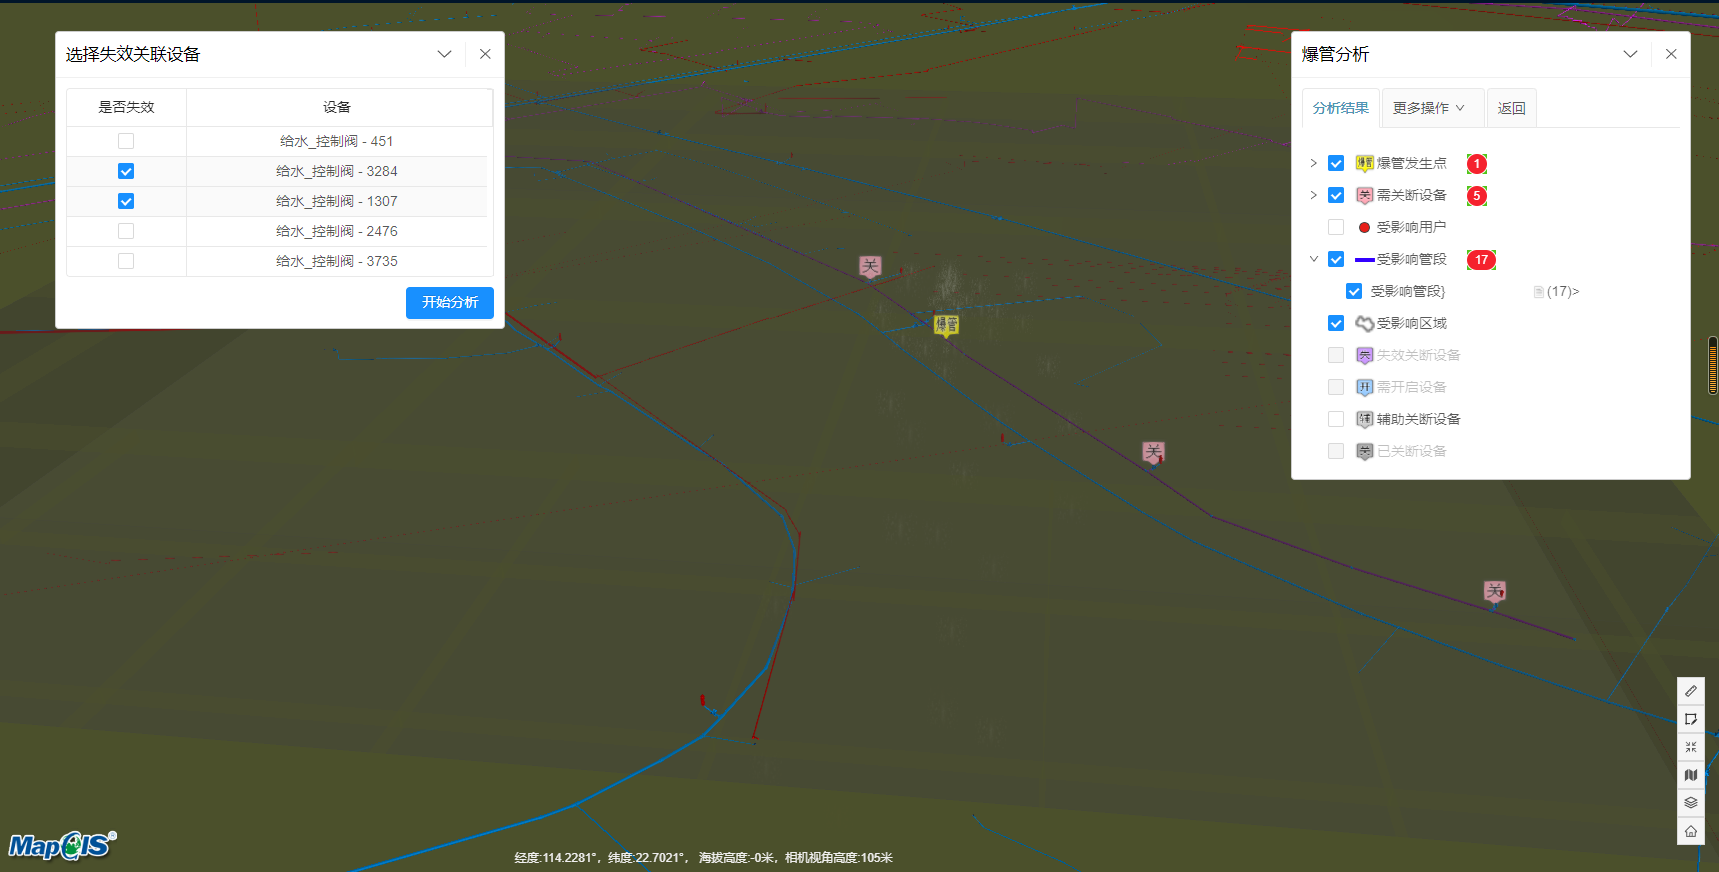 选择失效关联设备
是否失效 设备
给水_控制阀 - 451
给水_控制阀 - 3284
给水_控制阀 - 1307
给水_控制阀 - 2476
给水_控制阀 - 3735
开始分析
爆管分析
分析结果 更多操作 返回
爆管 爆管发生点 1
关 需关断设备 5
受影响用户
受影响管段 17
受影响管段} (17)>
受影响区域
失 失效关断设备
开 需开启设备
辅 辅助关断设备
关 已关断设备
关
爆管
关
关
MapGIS®
经度:114.2281°, 纬度:22.7021°, 海拔高度:-0米, 相机视角高度:105米